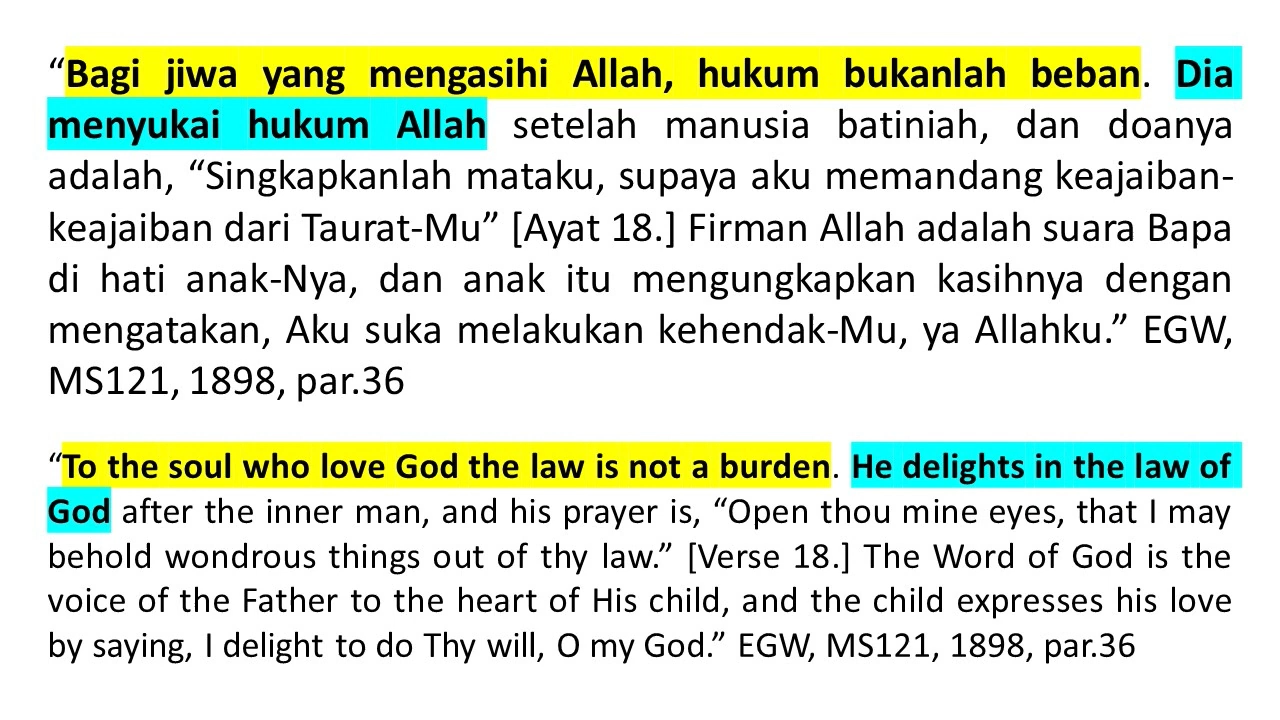 “Bagi jiwa yang mengasihi Allah, hukum bukanlah beban. Dia
menyukai hukum Allah setelah manusia batiniah, dan doanya
adalah, “Singkapkanlah mataku, supaya aku memandang keajaiban-
keajaiban dari Taurat-Mu” [Ayat 18.] Firman Allah adalah suara Bapa
di hati anak-Nya, dan anak itu mengungkapkan kasihnya dengan
mengatakan, Aku suka melakukan kehendak-Mu, ya Allahku.” EGW,
MS121, 1898, par.36
“To the soul who love God the law is not a burden. He delights in the law of
God after the inner man, and his prayer is, “Open thou mine eyes, that I may
behold wondrous things out of thy law.” [Verse 18.] The Word of God is the
voice of the Father to the heart of His child, and the child expresses his love
by saying, I delight to do Thy will, O my God.” EGW, MS121, 1898, par.36